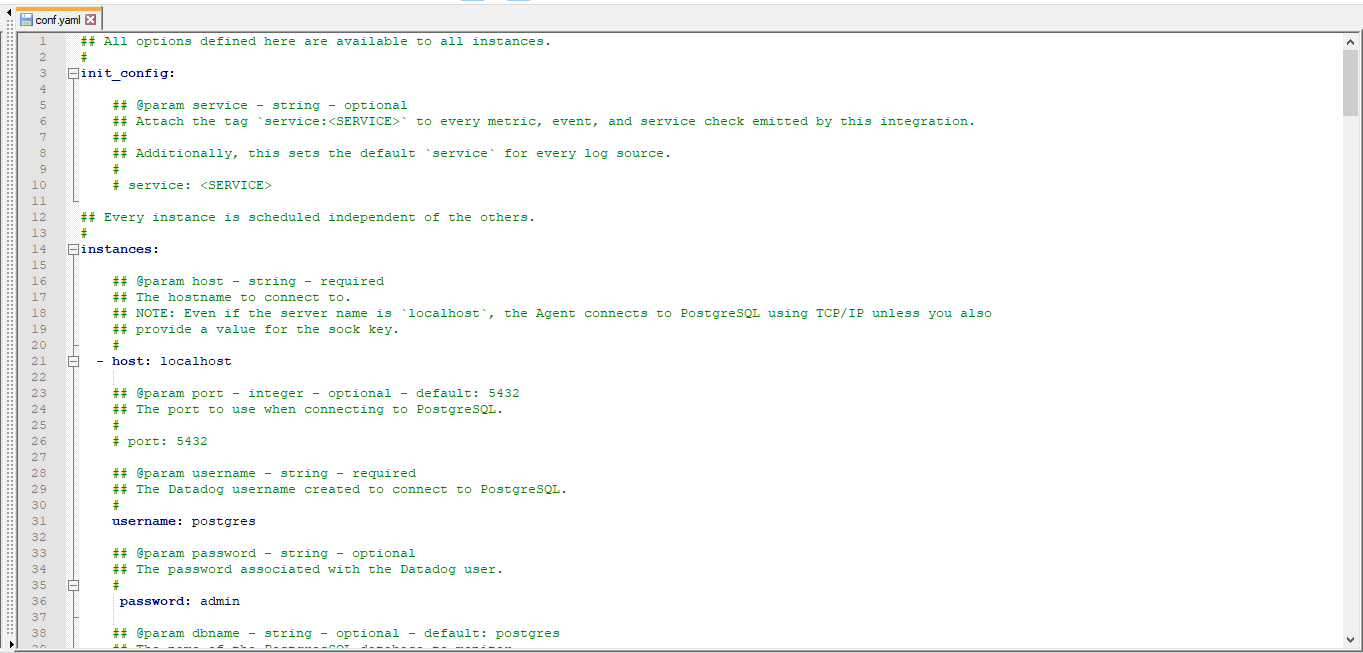 conf.yaml
1 ## All options defined here are available to all instances.
2 #
3 init_config:
4
5 ## @param service - string - optional
6 ## Attach the tag `service:<SERVICE>` to every metric, event, and service check emitted by this integration.
7 ##
8 ## Additionally, this sets the default `service` for every log source.
9 #
10 # service: <SERVICE>
11
12 ## Every instance is scheduled independent of the others.
13 #
14 instances:
15
16 ## @param host - string - required
17 ## The hostname to connect to.
18 ## NOTE: Even if the server name is `localhost`, the Agent connects to PostgreSQL using TCP/IP unless you also
19 ## provide a value for the sock key.
20 #
21 - host: localhost
22
23 ## @param port - integer - optional - default: 5432
24 ## The port to use when connecting to PostgreSQL.
25 #
26 # port: 5432
27
28 ## @param username - string - required
29 ## The Datadog username created to connect to PostgreSQL.
30 #
31 username: postgres
32
33 ## @param password - string - optional
34 ## The password associated with the Datadog user.
35 #
36 password: admin
37
38 ## @param dbname - string - optional - default: postgres
39 ## The name of the PostgreSQL database to monitor.